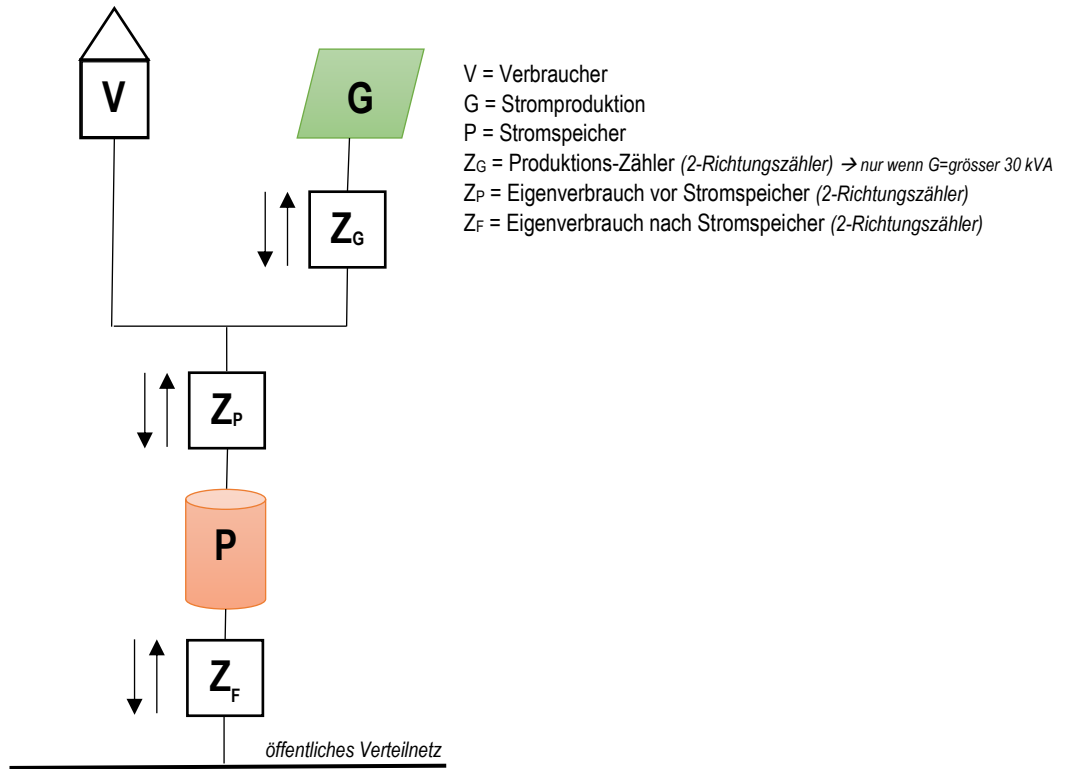 V
G
V = Verbraucher
G = Stromproduktion
P = Stromspeicher
ZG = Produktions-Zähler (2-Richtungszähler) → nur wenn G=grösser 30 kVA
ZP = Eigenverbrauch vor Stromspeicher (2-Richtungszähler)
ZF = Eigenverbrauch nach Stromspeicher (2-Richtungszähler)
ZG
ZP
P
ZF
öffentliches Verteilnetz